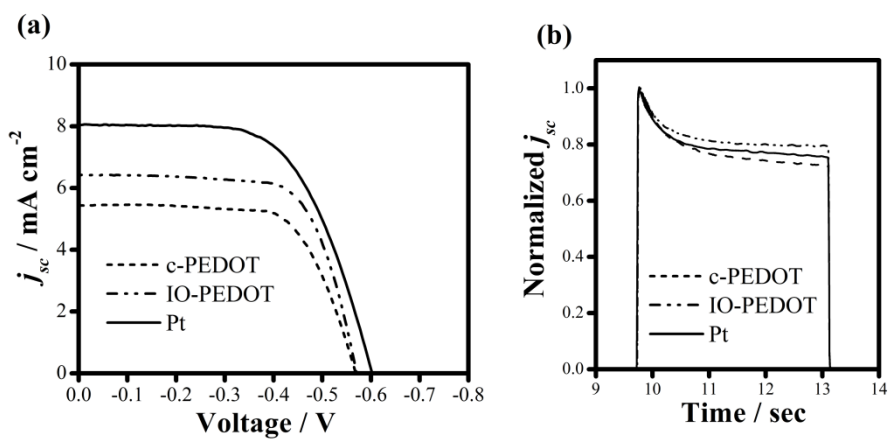 (a)
10
8
6
4
2
0
j_sc / mA cm⁻²
c-PEDOT
IO-PEDOT
Pt
0.0 -0.1 -0.2 -0.3 -0.4 -0.5 -0.6 -0.7 -0.8
Voltage / V
(b)
1.0
0.8
0.6
0.4
0.2
0.0
Normalized j_sc
c-PEDOT
IO-PEDOT
Pt
9 10 11 12 13 14
Time / sec